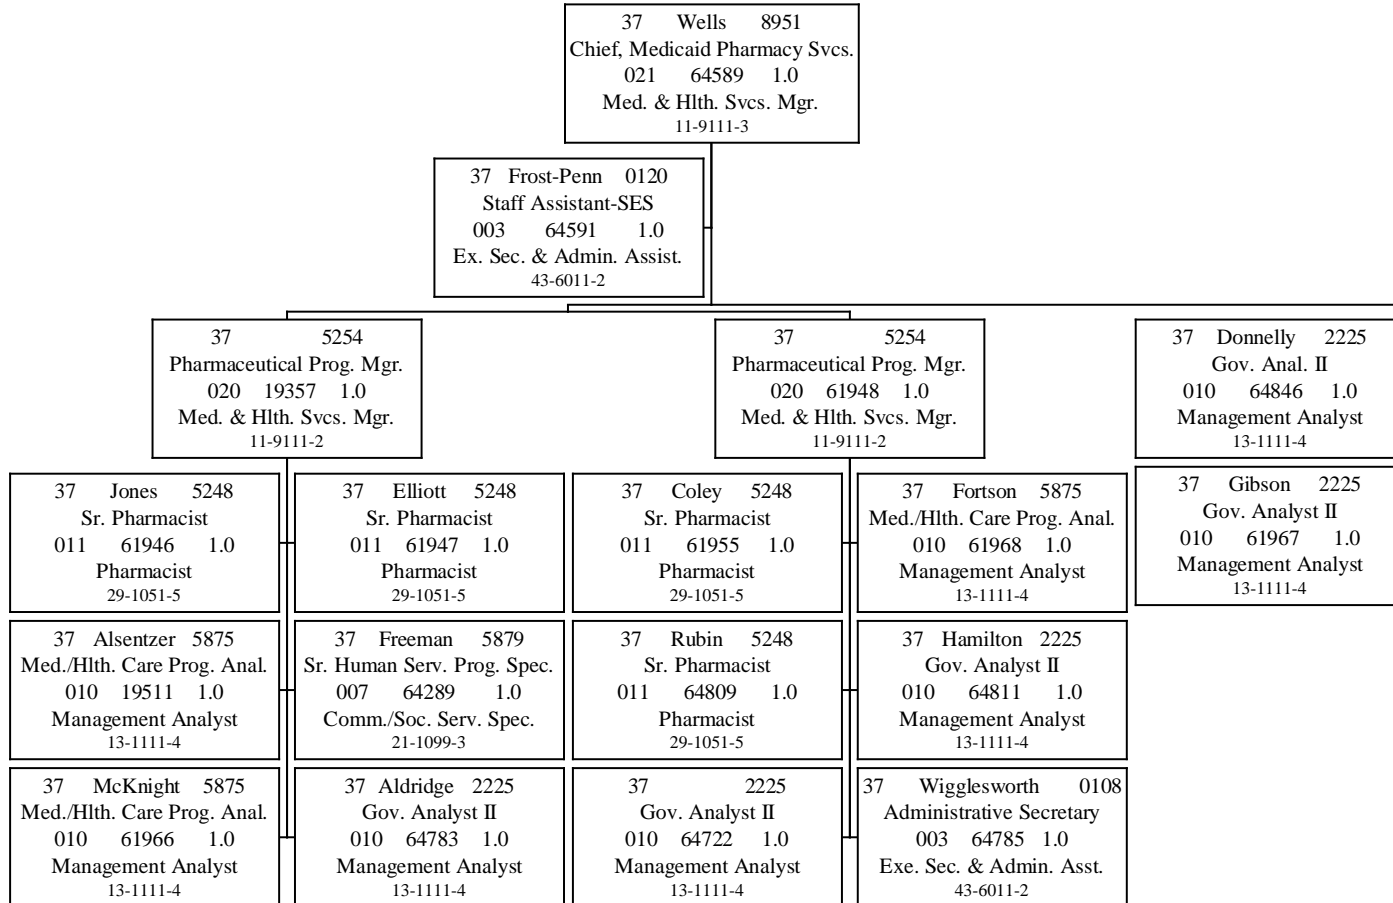 37 Wells 8951
Chief, Medicaid Pharmacy Svcs.
021 64589 1.0
Med. & Hlth. Svcs. Mgr.
11-9111-3
37 Frost-Penn 0120
Staff Assistant-SES
003 64591 1.0
Ex. Sec. & Admin. Assist.
43-6011-2
37 5254
Pharmaceutical Prog. Mgr.
020 19357 1.0
Med. & Hlth. Svcs. Mgr.
11-9111-2
37 5254
Pharmaceutical Prog. Mgr.
020 61948 1.0
Med. & Hlth. Svcs. Mgr.
11-9111-2
37 Donnelly 2225
Gov. Anal. II
010 64846 1.0
Management Analyst
13-1111-4
37 Jones 5248
Sr. Pharmacist
011 61946 1.0
Pharmacist
29-1051-5
37 Elliott 5248
Sr. Pharmacist
011 61947 1.0
Pharmacist
29-1051-5
37 Coley 5248
Sr. Pharmacist
011 61955 1.0
Pharmacist
29-1051-5
37 Fortson 5875
Med./Hlth. Care Prog. Anal.
010 61968 1.0
Management Analyst
13-1111-4
37 Gibson 2225
Gov. Analyst II
010 61967 1.0
Management Analyst
13-1111-4
37 Alsentzer 5875
Med./Hlth. Care Prog. Anal.
010 19511 1.0
Management Analyst
13-1111-4
37 Freeman 5879
Sr. Human Serv. Prog. Spec.
007 64289 1.0
Comm./Soc. Serv. Spec.
21-1099-3
37 Rubin 5248
Sr. Pharmacist
011 64809 1.0
Pharmacist
29-1051-5
37 Hamilton 2225
Gov. Analyst II
010 64811 1.0
Management Analyst
13-1111-4
37 McKnight 5875
Med./Hlth. Care Prog. Anal.
010 61966 1.0
Management Analyst
13-1111-4
37 Aldridge 2225
Gov. Analyst II
010 64783 1.0
Management Analyst
13-1111-4
37 2225
Gov. Analyst II
010 64722 1.0
Management Analyst
13-1111-4
37 Wigglesworth 0108
Administrative Secretary
003 64785 1.0
Exe. Sec. & Admin. Asst.
43-6011-2